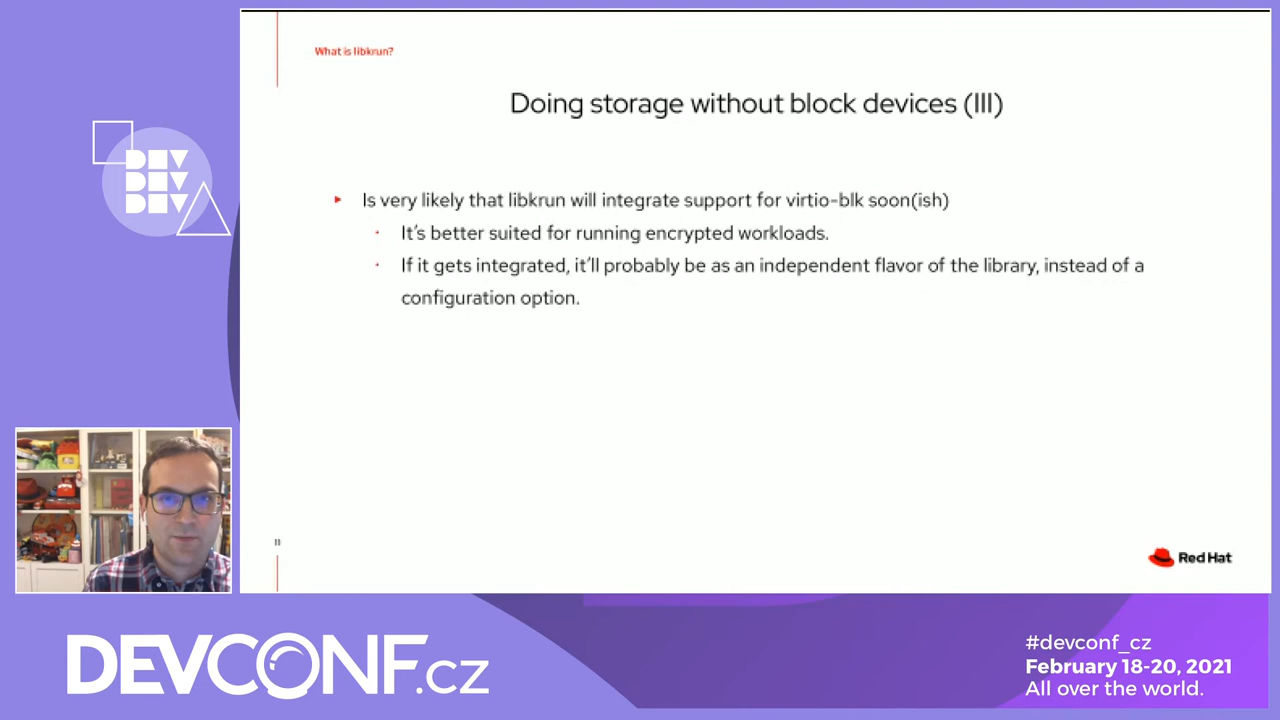 What is libkrun?
Doing storage without block devices (III)
Is very likely that libkrun will integrate support for virtio-blk soon(ish)
It's better suited for running encrypted workloads.
If it gets integrated, it'll probably be as an independent flavor of the library, instead of a
configuration option.
11
Red Hat
DEV
DEV
DEV
DEVCONF.cz
#devconf_cz
February 18-20, 2021
All over the world.